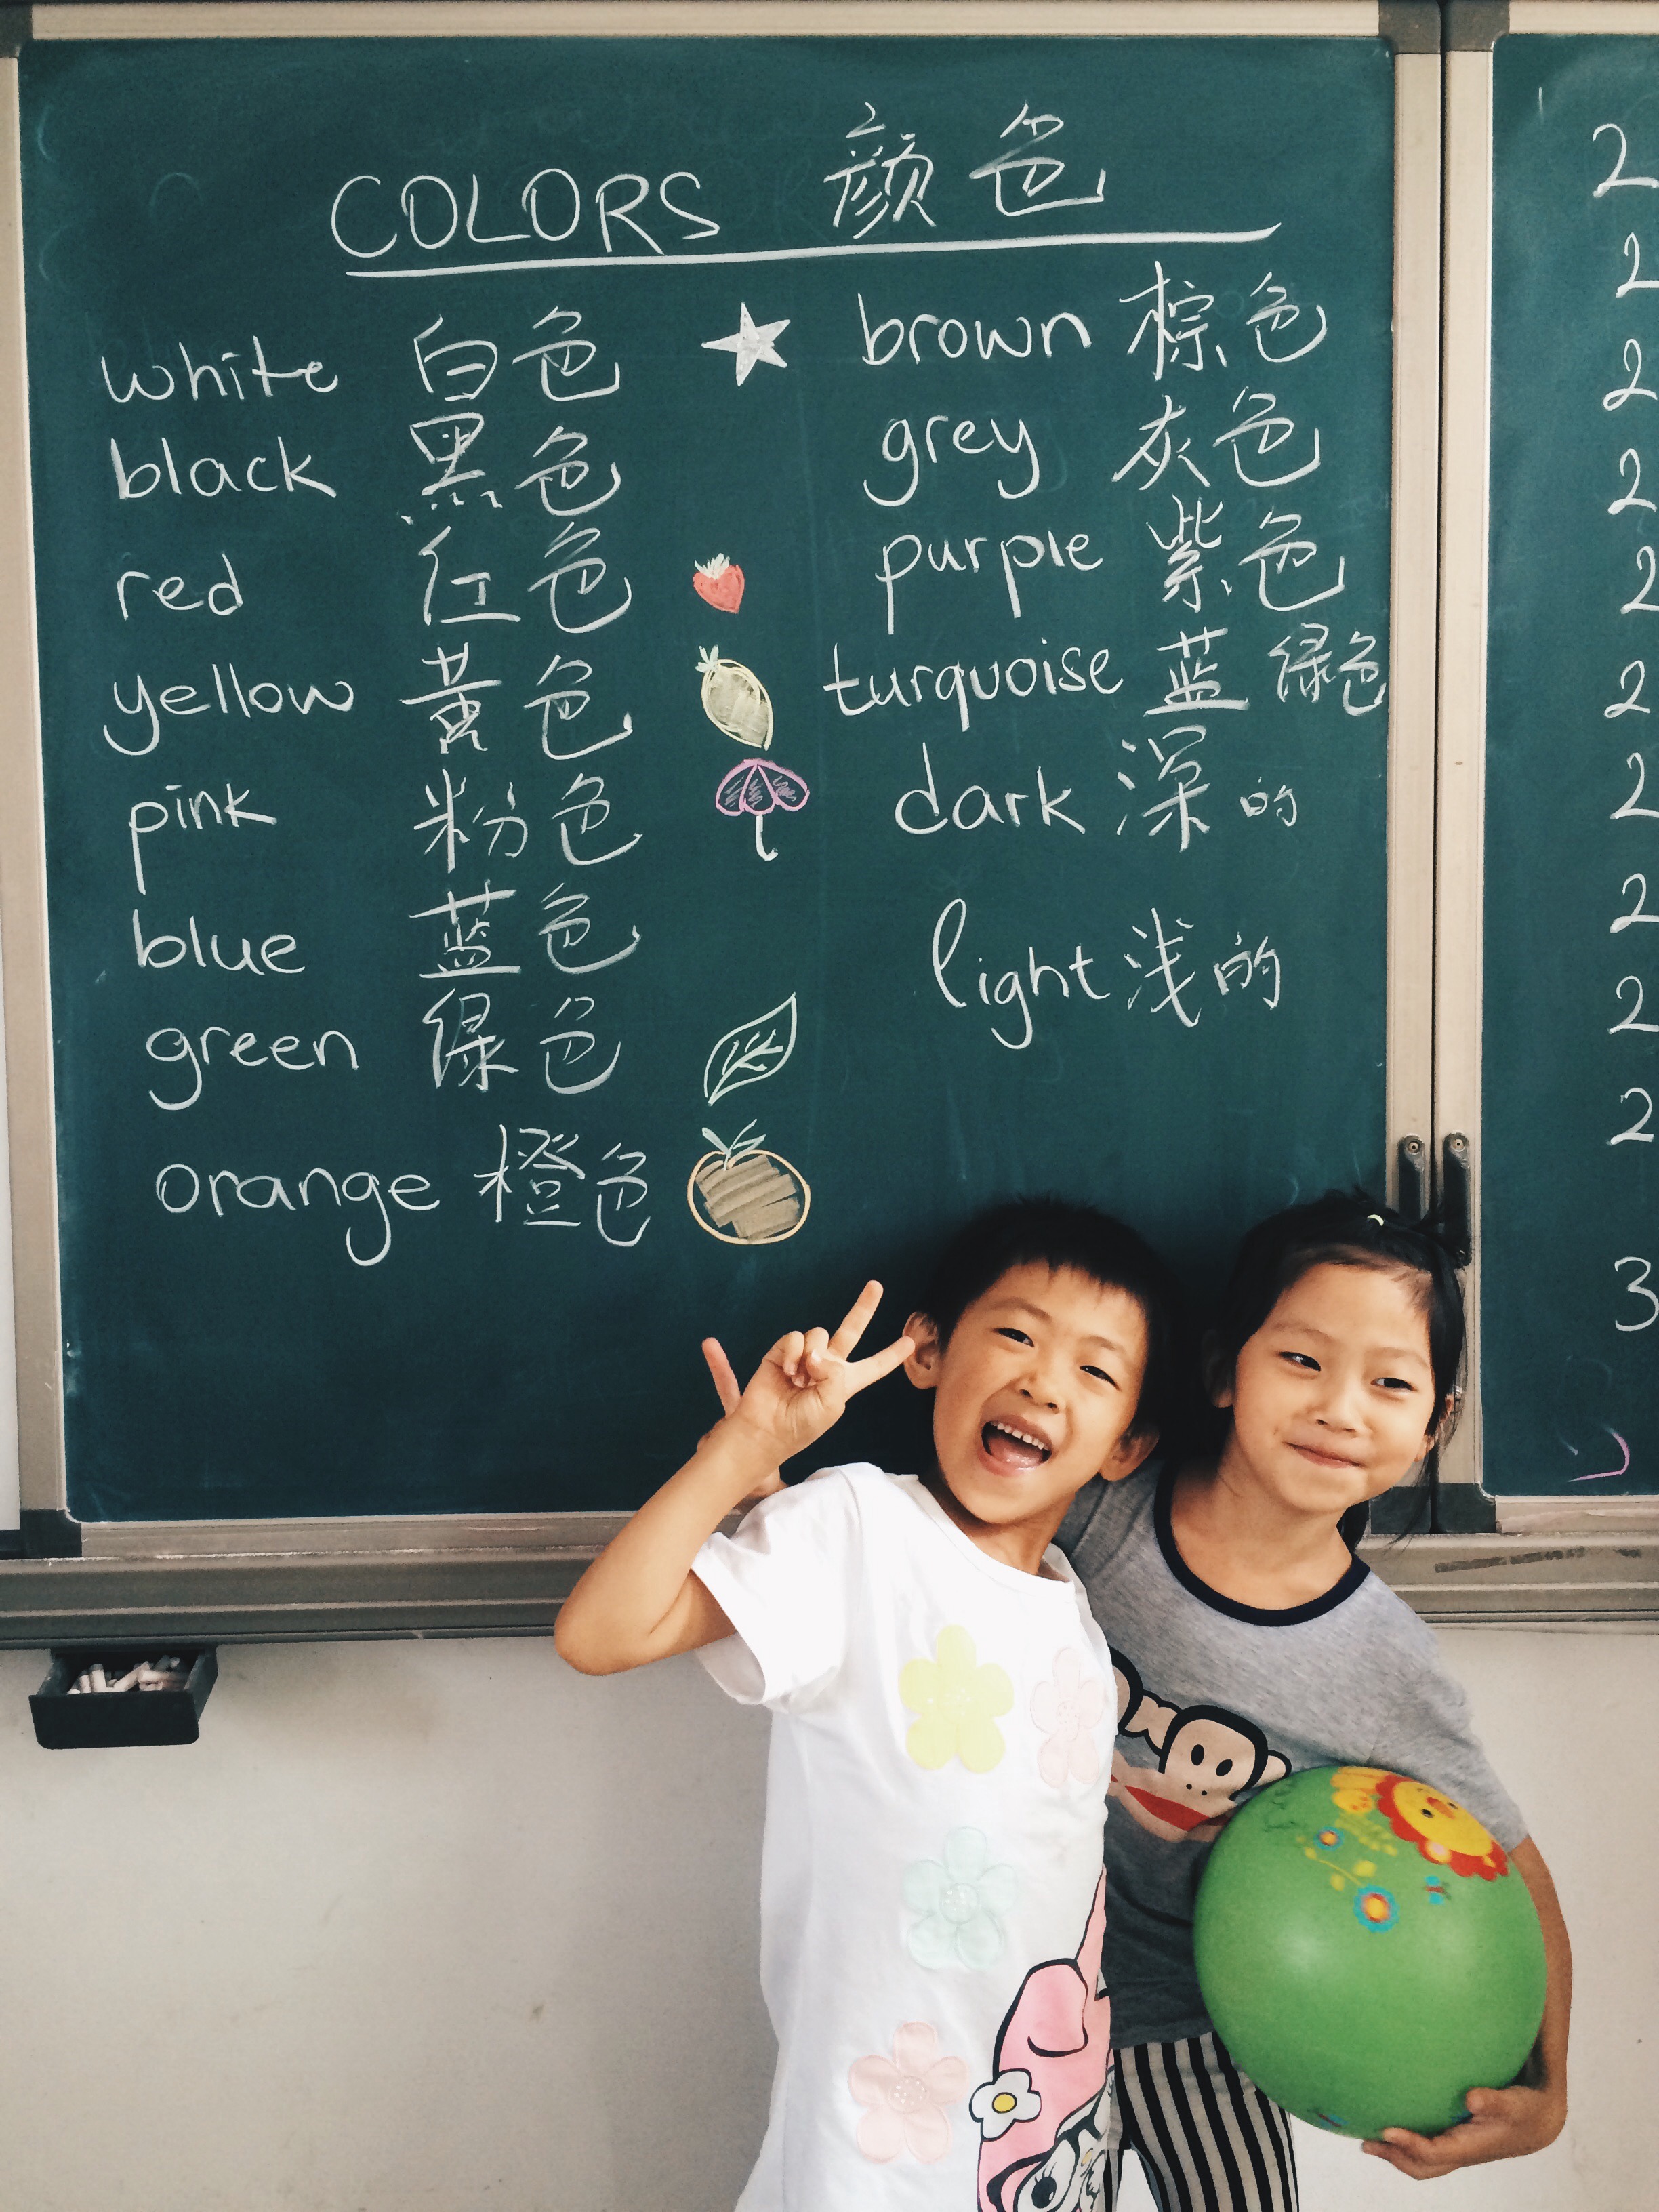 COLORS 颜色
white 白色
black 黑色
red 红色
yellow 黄色
pink 粉色
blue 蓝色
green 绿色
orange 橙色
brown 棕色
grey 灰色
purple 紫色
turquoise 蓝绿色
dark 深的
light 浅的
2
2
2
2
2
2
2
2
2
2
3